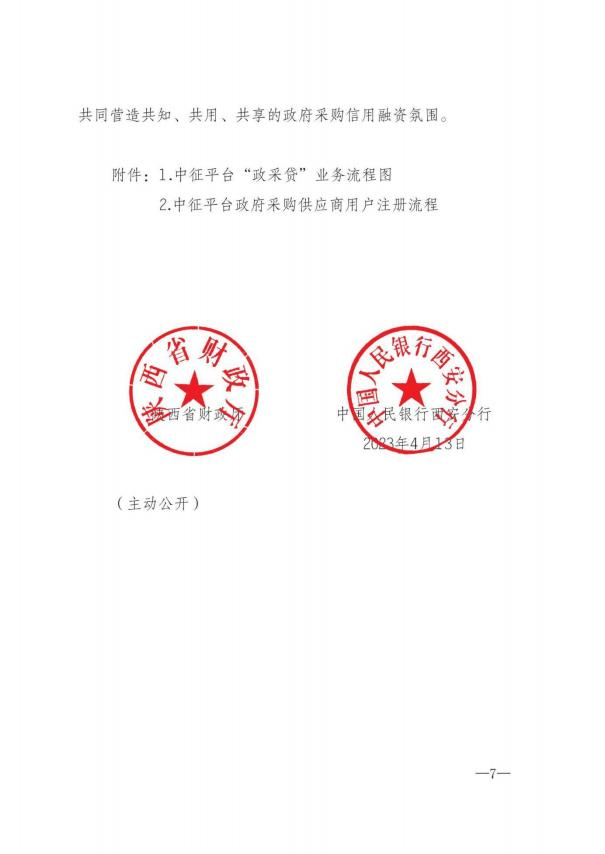 共同营造共知、共用、共享的政府采购信用融资氛围。
附件：1.中征平台“政采贷”业务流程图
2.中征平台政府采购供应商用户注册流程
陕西省财政厅
中国人民银行西安分行
陕西省财政厅
中国人民银行西安分行
2023年4月13日
（主动公开）
—7—